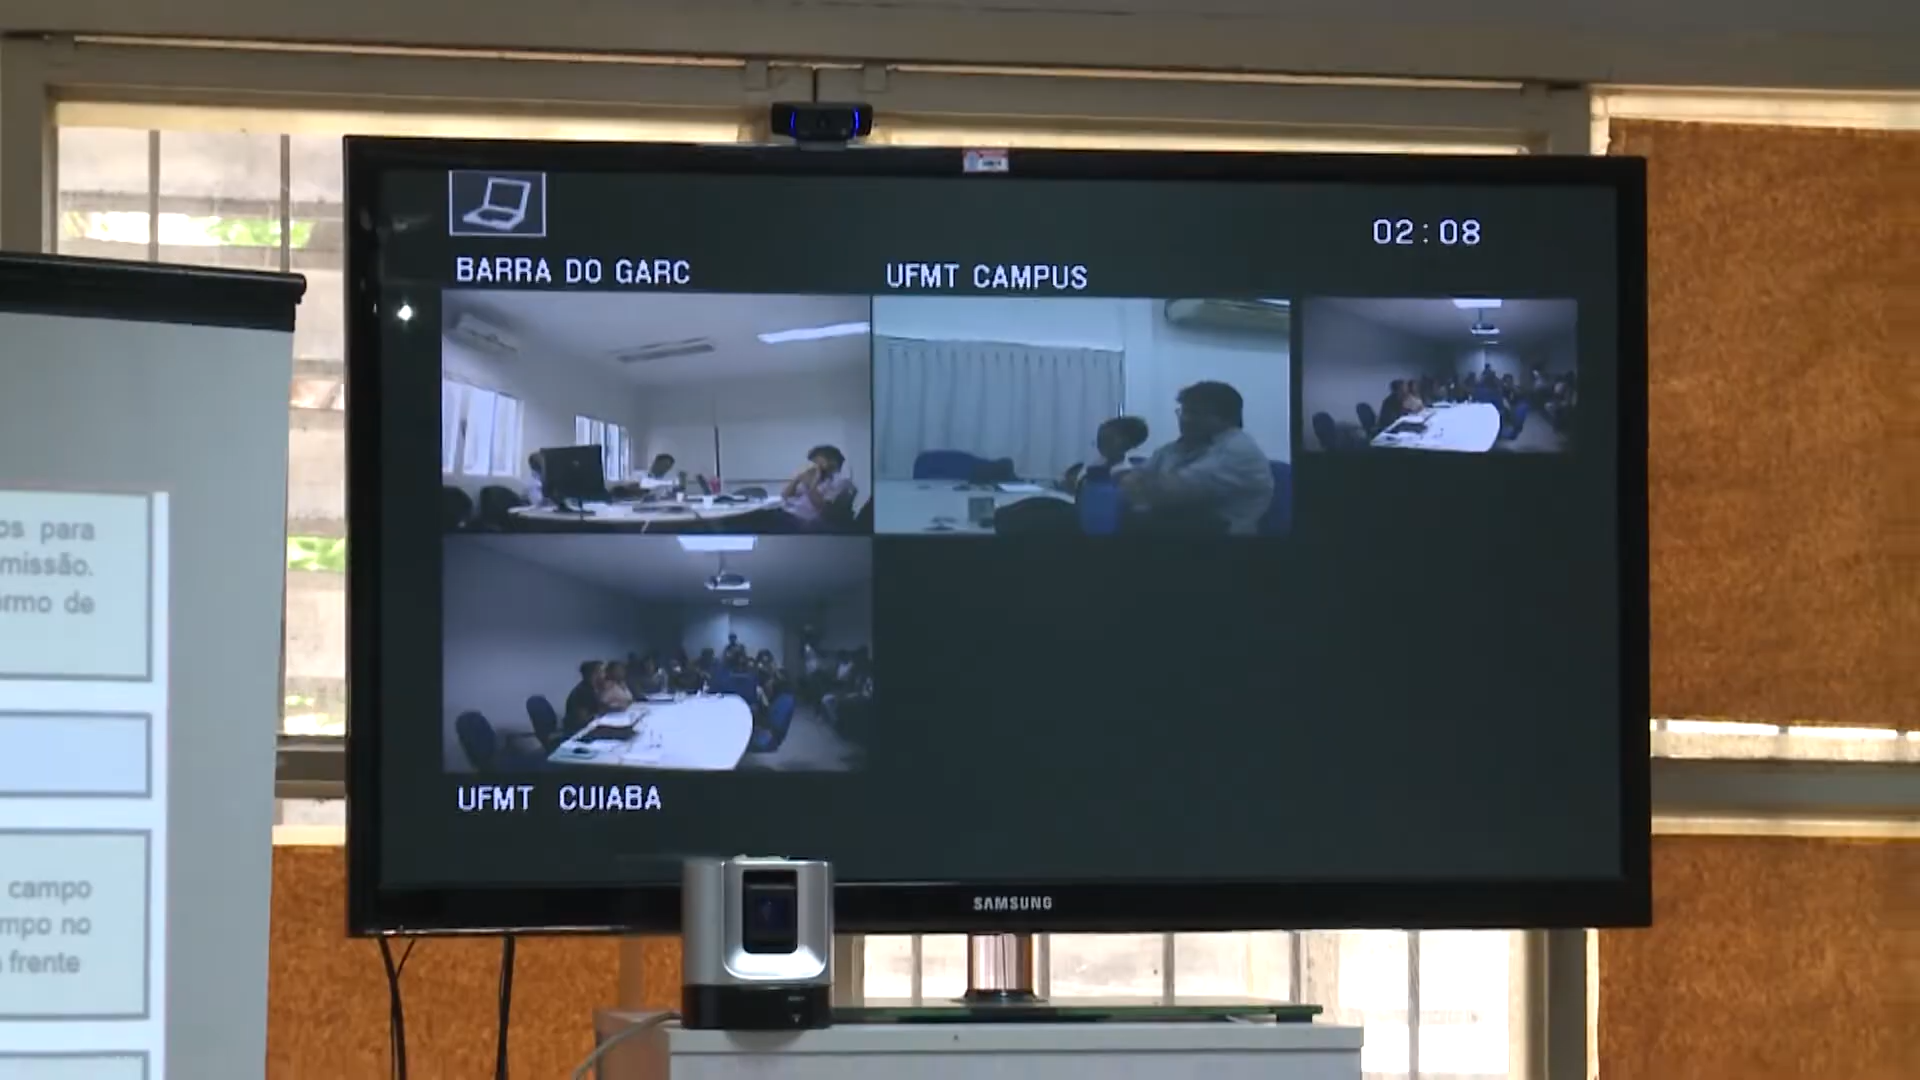 02:08
BARRA DO GARC
UFMT CAMPUS
UFMT CUIABA
SAMSUNG
os para
missão.
rmo de
campo
mpo no
frente